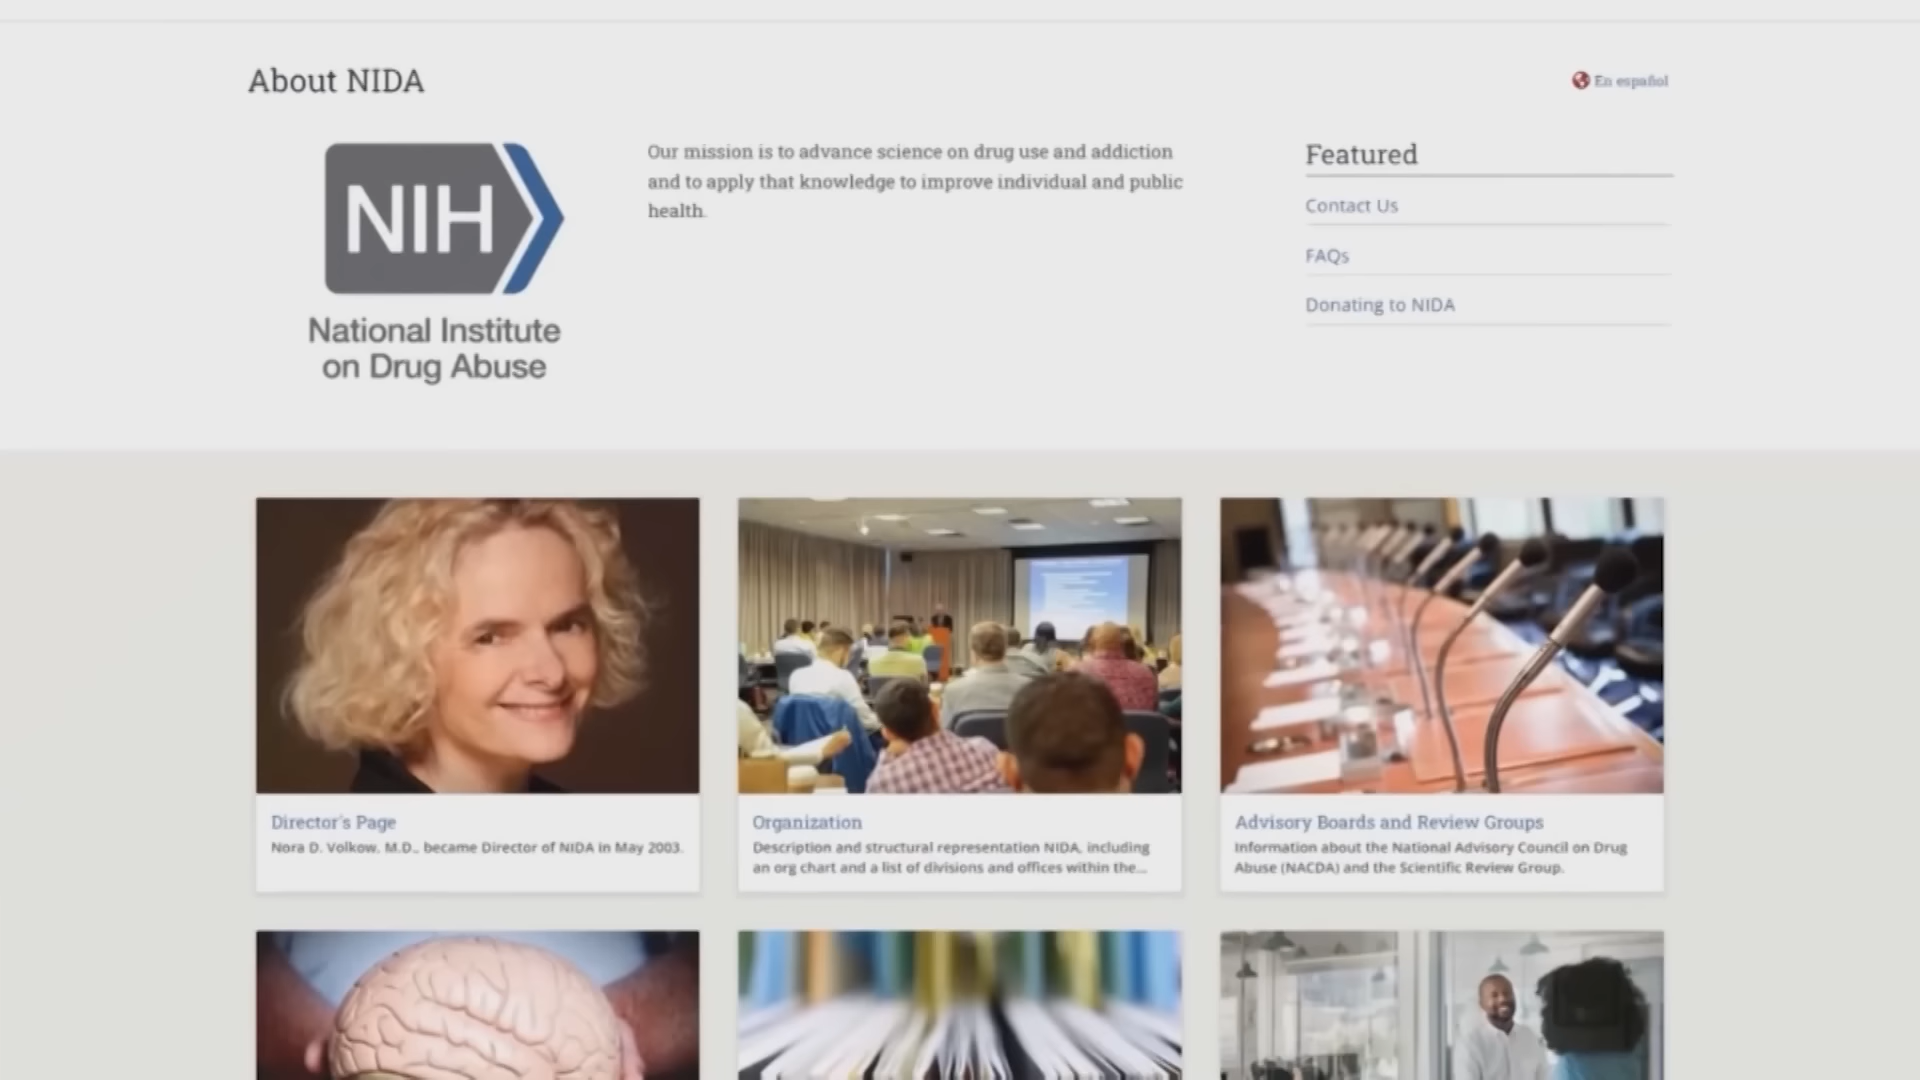 About NIDA
En español
NIH
National Institute
on Drug Abuse
Our mission is to advance science on drug use and addiction
and to apply that knowledge to improve individual and public
health.
Featured
Contact Us
FAQs
Donating to NIDA
Director's Page
Nora D. Volkow, M.D., became Director of NIDA in May 2003.
Organization
Description and structural representation NIDA, including
an org chart and a list of divisions and offices within the...
Advisory Boards and Review Groups
Information about the National Advisory Council on Drug
Abuse (NACDA) and the Scientific Review Group.